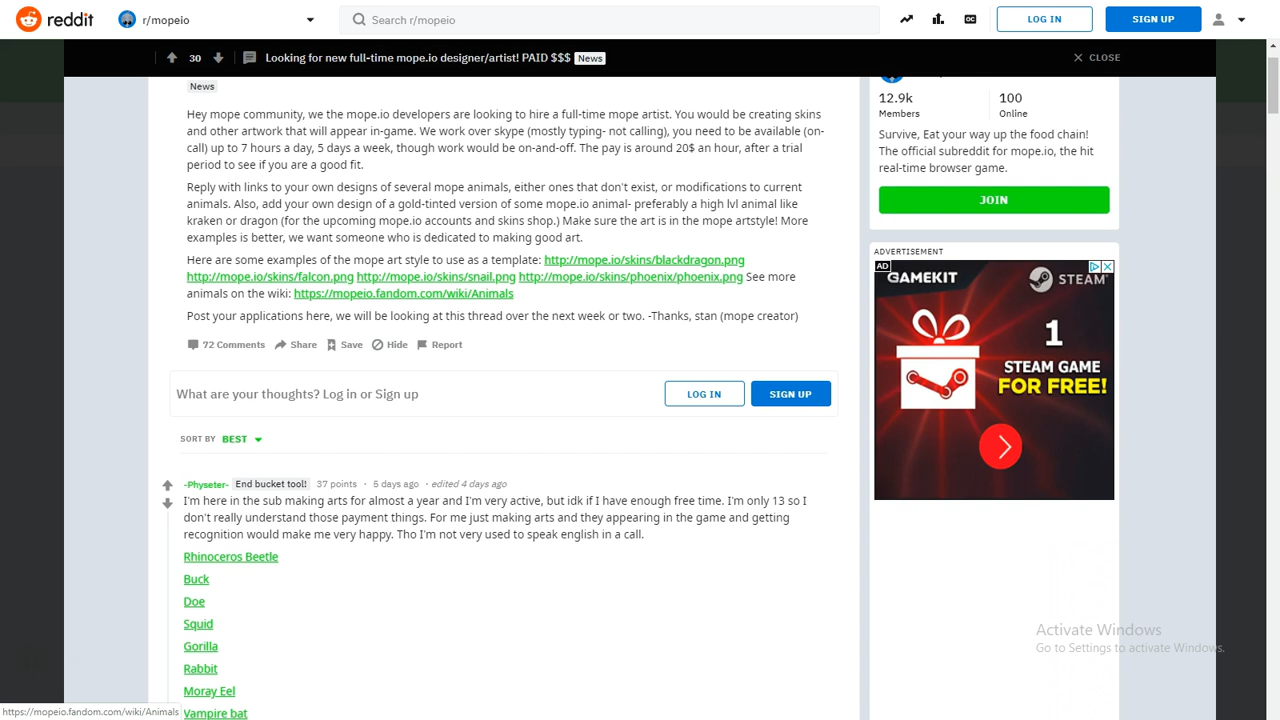 reddit
r/mopeio
Search r/mopeio
LOG IN
SIGN UP
30
Looking for new full-time mope.io designer/artist! PAID $$$
News
CLOSE
News
Hey mope community, we the mope.io developers are looking to hire a full-time mope artist. You would be creating skins
and other artwork that will appear in-game. We work over skype (mostly typing- not calling), you need to be available (on-
call) up to 7 hours a day, 5 days a week, though work would be on-and-off. The pay is around 20$ an hour, after a trial
period to see if you are a good fit.
Reply with links to your own designs of several mope animals, either ones that don't exist, or modifications to current
animals. Also, add your own design of a gold-tinted version of some mope.io animal- preferably a high lvl animal like
kraken or dragon (for the upcoming mope.io accounts and skins shop.) Make sure the art is in the mope artstyle! More
examples is better, we want someone who is dedicated to making good art.
Here are some examples of the mope art style to use as a template: http://mope.io/skins/blackdragon.png
http://mope.io/skins/falcon.png http://mope.io/skins/snail.png http://mope.io/skins/phoenix/phoenix.png See more
animals on the wiki: https://mopeio.fandom.com/wiki/Animals
Post your applications here, we will be looking at this thread over the next week or two. -Thanks, stan (mope creator)
72 Comments
Share
Save
Hide
Report
What are your thoughts? Log in or Sign up
LOG IN
SIGN UP
SORT BY BEST
-Physeter- End bucket tool! 37 points · 5 days ago · edited 4 days ago
I'm here in the sub making arts for almost a year and I'm very active, but idk if I have enough free time. I'm only 13 so I
don't really understand those payment things. For me just making arts and they appearing in the game and getting
recognition would make me very happy. Tho I'm not very used to speak english in a call.
Rhinoceros Beetle
Buck
Doe
Squid
Gorilla
Rabbit
Moray Eel
Vampire bat
12.9k
Members
100
Online
Survive, Eat your way up the food chain!
The official subreddit for mope.io, the hit
real-time browser game.
JOIN
ADVERTISEMENT
AD
GAMEKIT
STEAM
1
STEAM GAME
FOR FREE!
Activate Windows
Go to Settings to activate Windows.
https://mopeio.fandom.com/wiki/Animals